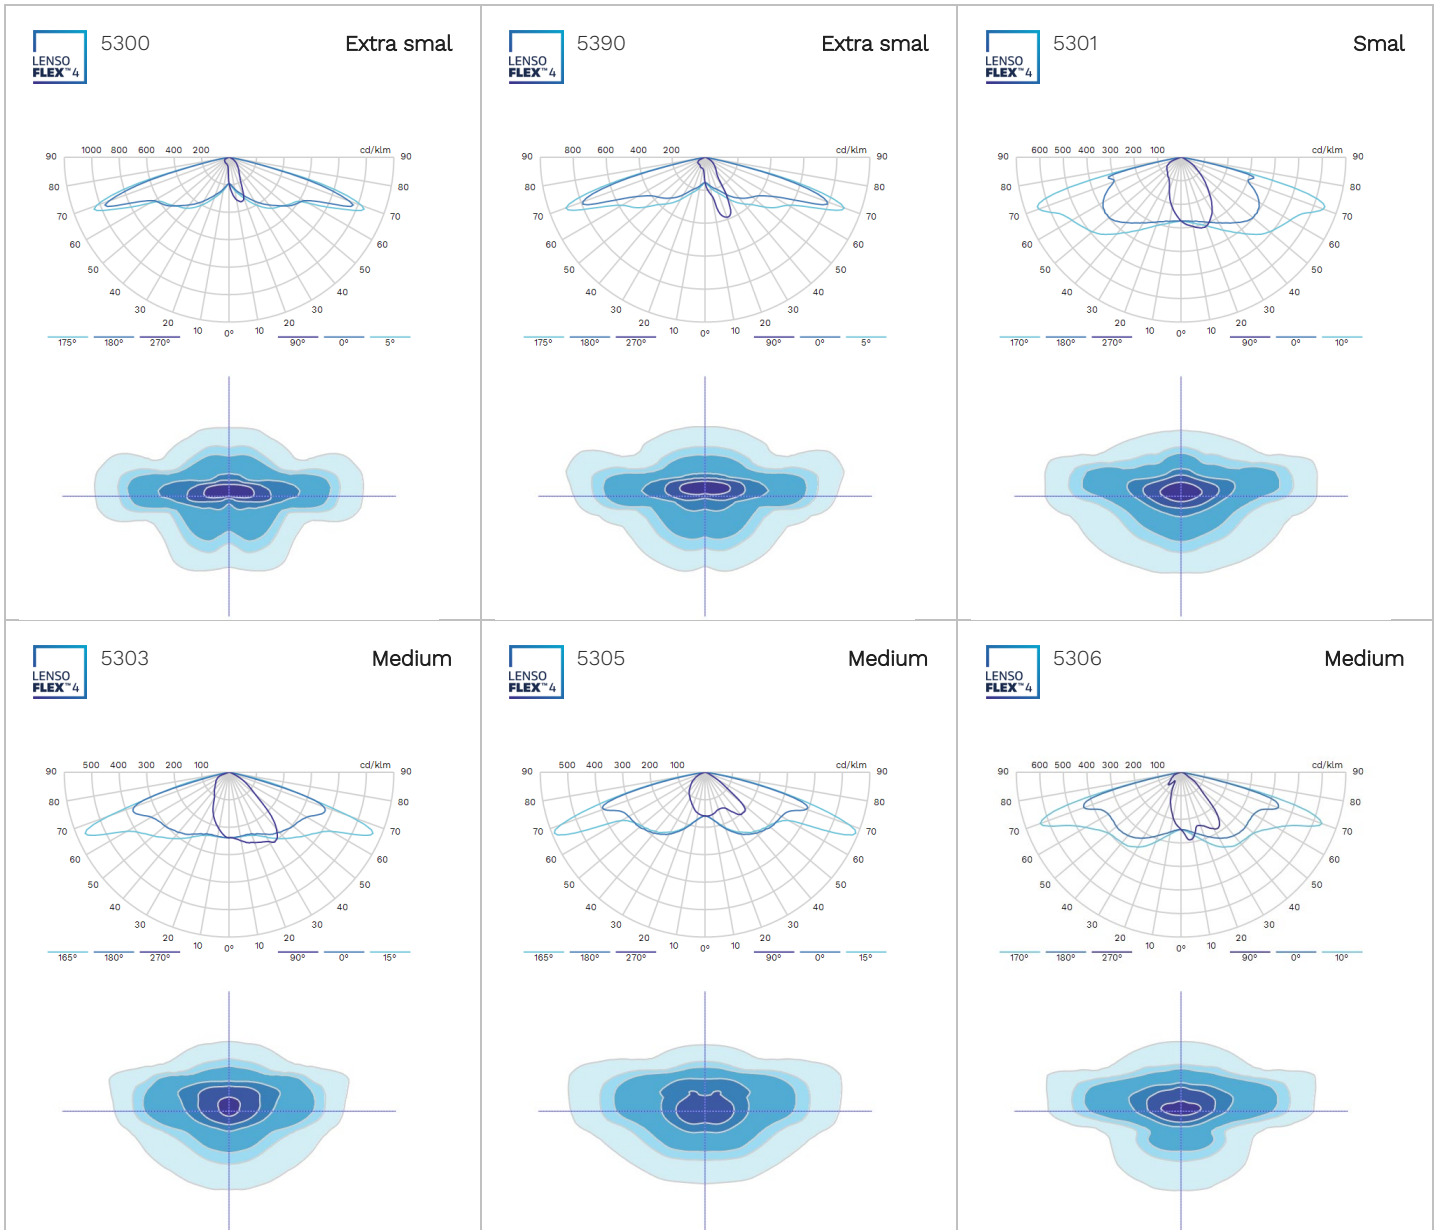 LENSO
FLEX™4
5300
Extra smal
90
1000 800 600 400 200
cd/klm
90
80
80
70
70
60
60
50
50
40
40
30
30
20
20
10
0°
10
175° 180° 270°
90° 0° 5°
LENSO
FLEX™4
5390
Extra smal
90
800 600 400 200
cd/klm
90
80
80
70
70
60
60
50
50
40
40
30
30
20
20
10
0°
10
175° 180° 270°
90° 0° 5°
LENSO
FLEX™4
5301
Smal
90
600 500 400 300 200 100
cd/klm
90
80
80
70
70
60
60
50
50
40
40
30
30
20
20
10
0°
10
170° 180° 270°
90° 0° 10°
LENSO
FLEX™4
5303
Medium
90
500 400 300 200 100
cd/klm
90
80
80
70
70
60
60
50
50
40
40
30
30
20
20
10
0°
10
165° 180° 270°
90° 0° 15°
LENSO
FLEX™4
5305
Medium
90
500 400 300 200 100
cd/klm
90
80
80
70
70
60
60
50
50
40
40
30
30
20
20
10
0°
10
165° 180° 270°
90° 0° 15°
LENSO
FLEX™4
5306
Medium
90
600 500 400 300 200 100
cd/klm
90
80
80
70
70
60
60
50
50
40
40
30
30
20
20
10
0°
10
170° 180° 270°
90° 0° 10°